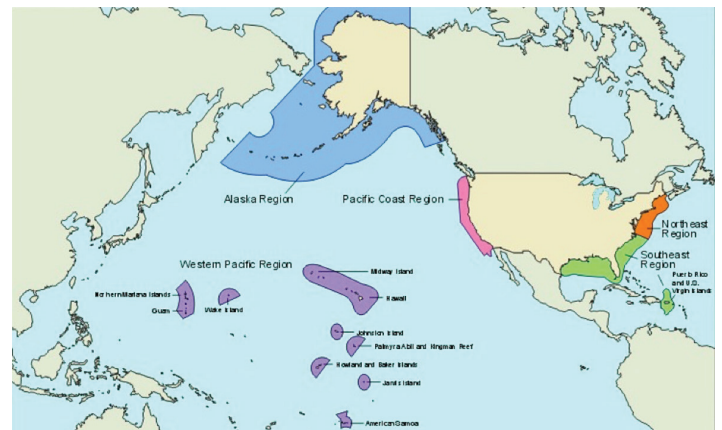 Alaska Region
Pacific Coast Region
Northeast
Region
Southeast
Region
Puerto Rico
and U.S.
Virgin Islands
Western Pacific Region
Midway Island
Hawaii
Northern Mariana Islands
Guam
Wake Island
Johnston Island
Palmyra Atoll and Kingman Reef
Howland and Baker Islands
Jarvis Island
American Samoa